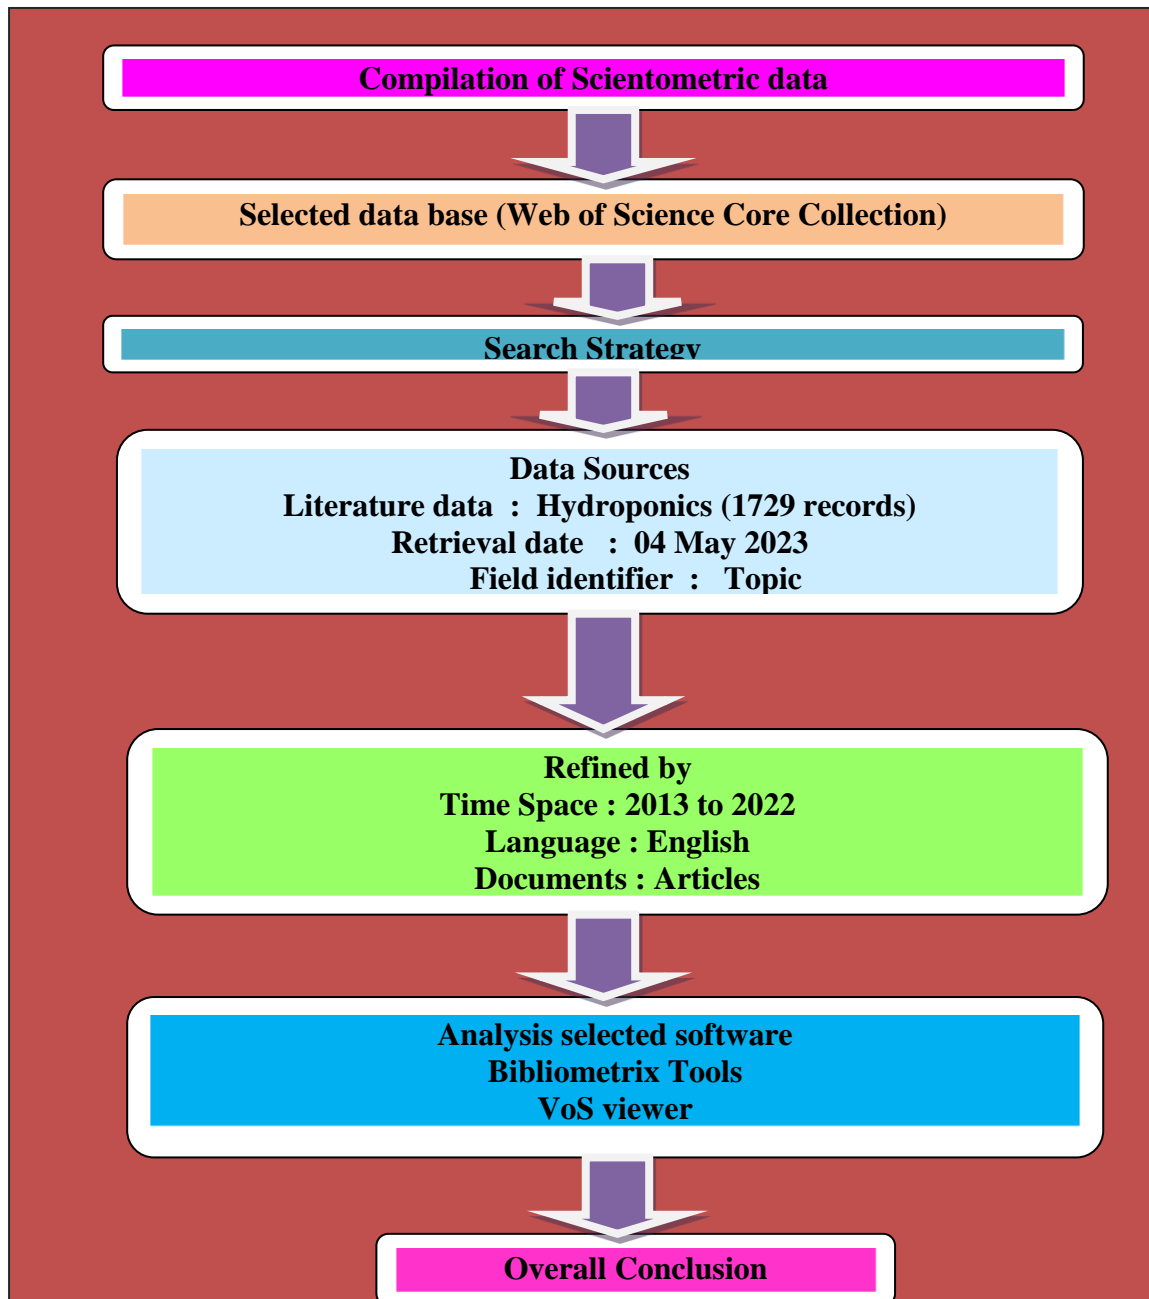 Compilation of Scientometric data
Selected data base (Web of Science Core Collection)
Search Strategy
Data Sources
Literature data : Hydroponics (1729 records)
Retrieval date : 04 May 2023
Field identifier : Topic
Refined by
Time Space : 2013 to 2022
Language : English
Documents : Articles
Analysis selected software
Bibliometrix Tools
VoS viewer
Overall Conclusion